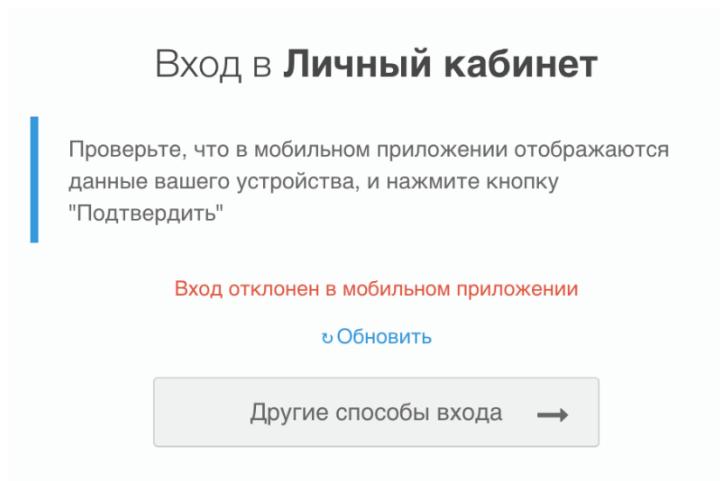 Вход в Личный кабинет
Проверьте, что в мобильном приложении отображаются
данные вашего устройства, и нажмите кнопку
"Подтвердить"
Вход отклонен в мобильном приложении
↻ Обновить
Другие способы входа →